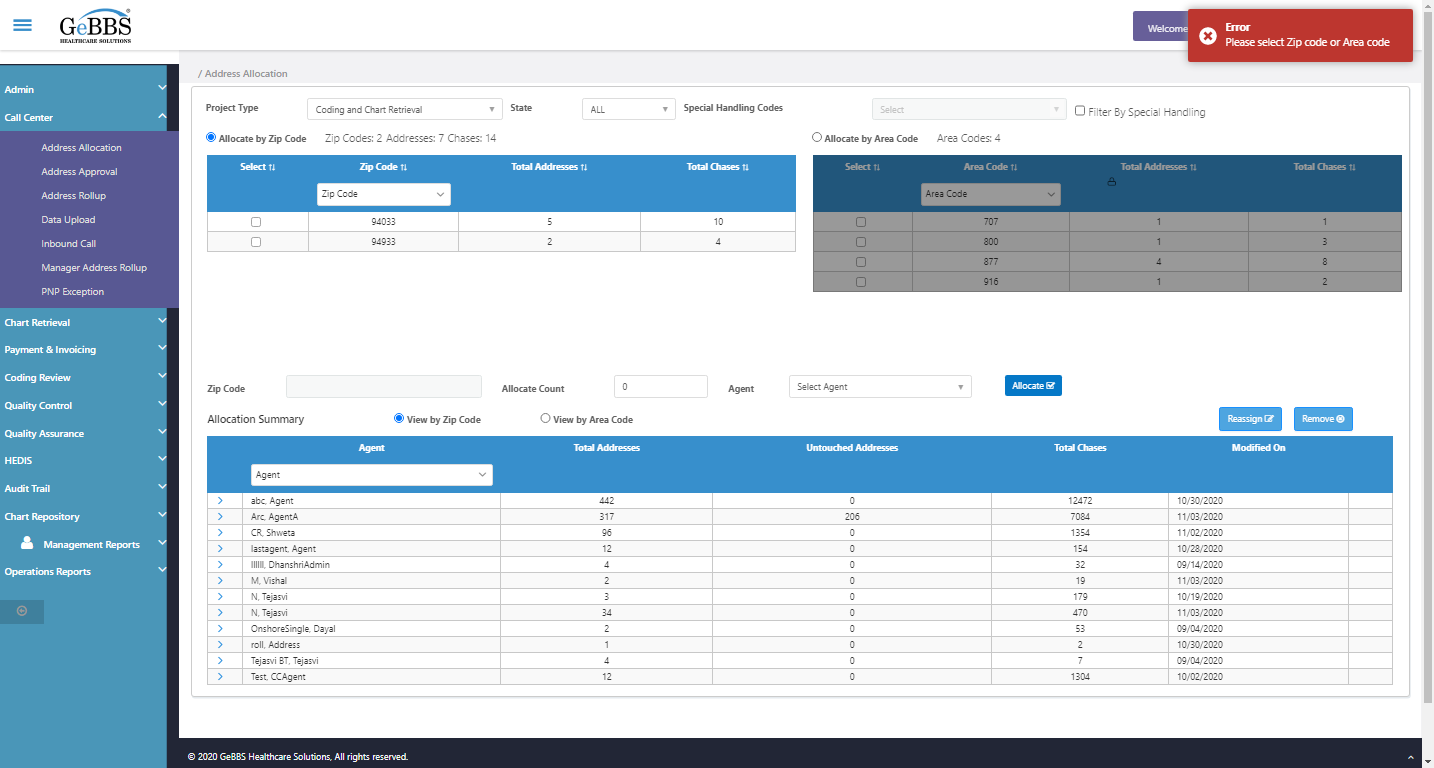 GeBBS
HEALTHCARE SOLUTIONS
Welcome
Error
Please select Zip code or Area code
Admin
Call Center
Address Allocation
Address Approval
Address Rollup
Data Upload
Inbound Call
Manager Address Rollup
PNP Exception
Chart Retrieval
Payment & Invoicing
Coding Review
Quality Control
Quality Assurance
HEDIS
Audit Trail
Chart Repository
Management Reports
Operations Reports
/ Address Allocation
Project Type Coding and Chart Retrieval State ALL Special Handling Codes Select Filter By Special Handling
Allocate by Zip Code Zip Codes: 2 Addresses: 7 Chases: 14
Select Zip Code Total Addresses Total Chases
Zip Code
94033 5 10
94933 2 4
Allocate by Area Code Area Codes: 4
Select Area Code Total Addresses Total Chases
Area Code
707 1 1
800 1 3
877 4 8
916 1 2
Zip Code Allocate Count 0 Agent Select Agent Allocate
Allocation Summary View by Zip Code View by Area Code Reassign Remove
Agent Total Addresses Untouched Addresses Total Chases Modified On
Agent
abc, Agent 442 0 12472 10/30/2020
Arc, AgentA 317 206 7084 11/03/2020
CR, Shweta 96 0 1354 11/02/2020
lastagent, Agent 12 0 154 10/28/2020
llllll, DhanshriAdmin 4 0 32 09/14/2020
M, Vishal 2 0 19 11/03/2020
N, Tejasvi 3 0 179 10/19/2020
N, Tejasvi 34 0 470 11/03/2020
OnshoreSingle, Dayal 2 0 53 09/04/2020
roll, Address 1 0 2 10/30/2020
Tejasvi BT, Tejasvi 4 0 7 09/04/2020
Test, CCAgent 12 0 1304 10/02/2020
© 2020 GeBBS Healthcare Solutions, All rights reserved.